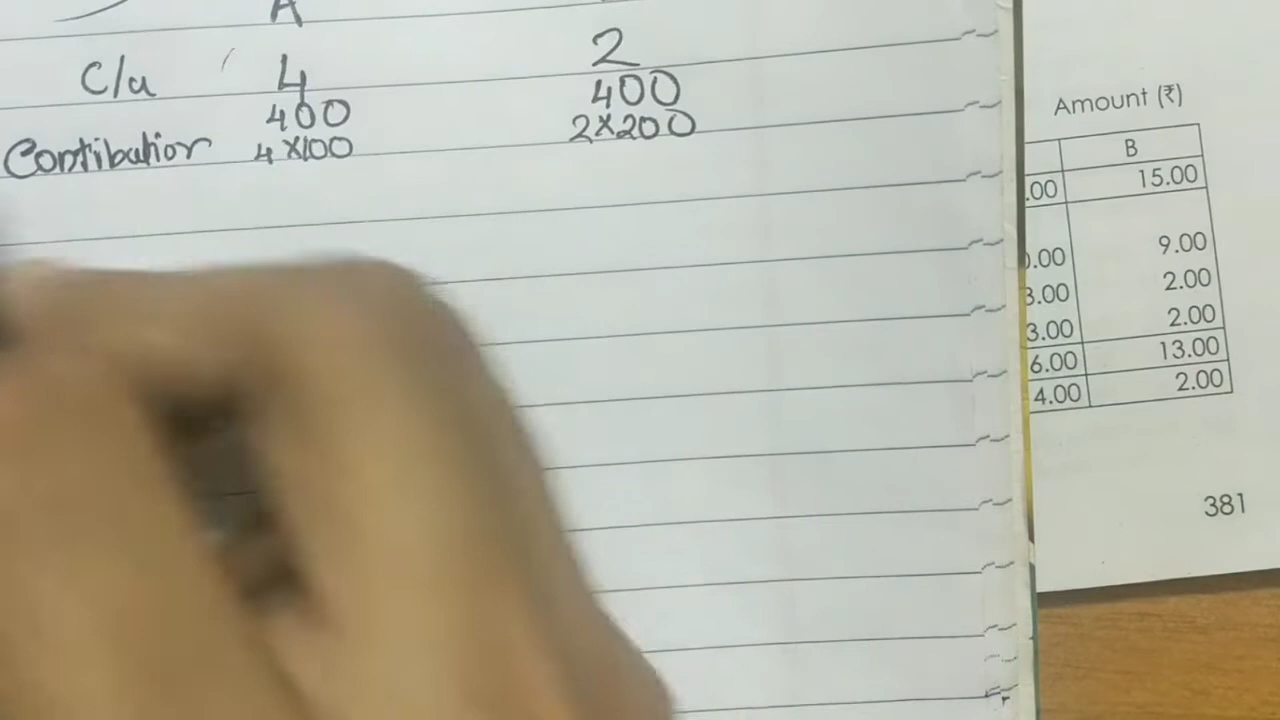 A
C/u 4 2
400 400
Contibution 4×100 2×200
Amount (₹)
B
.00 15.00
.00 9.00
3.00 2.00
3.00 2.00
6.00 13.00
4.00 2.00
381